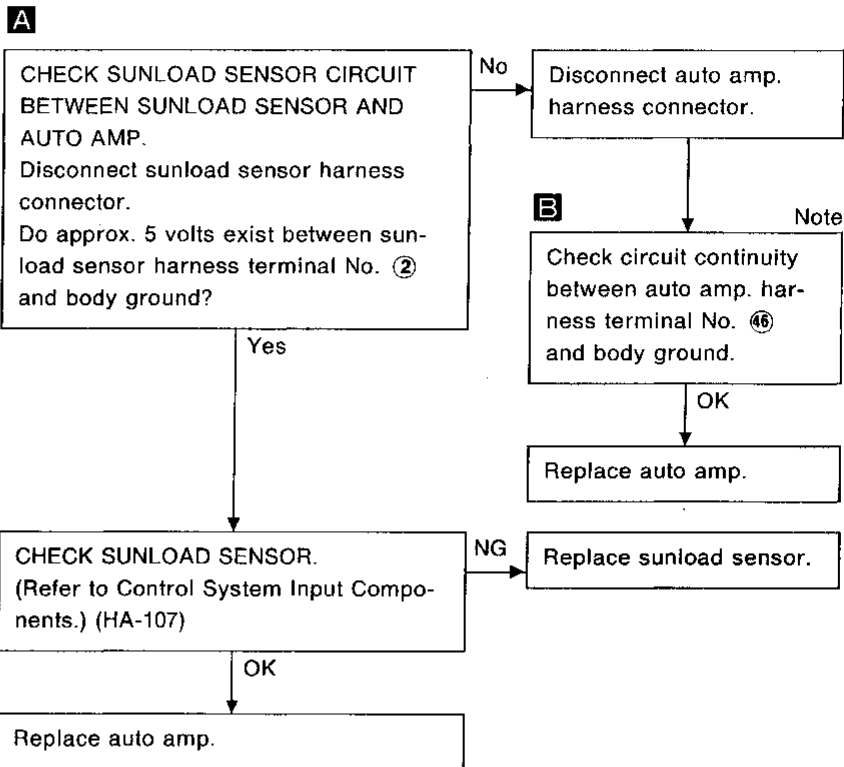 A
CHECK SUNLOAD SENSOR CIRCUIT
BETWEEN SUNLOAD SENSOR AND
AUTO AMP.
Disconnect sunload sensor harness
connector.
Do approx. 5 volts exist between sun-
load sensor harness terminal No. ②
and body ground?
No
Disconnect auto amp.
harness connector.
B
Note
Check circuit continuity
between auto amp. har-
ness terminal No. ㊻
and body ground.
OK
Replace auto amp.
Yes
CHECK SUNLOAD SENSOR.
(Refer to Control System Input Compo-
nents.) (HA-107)
NG
Replace sunload sensor.
OK
Replace auto amp.